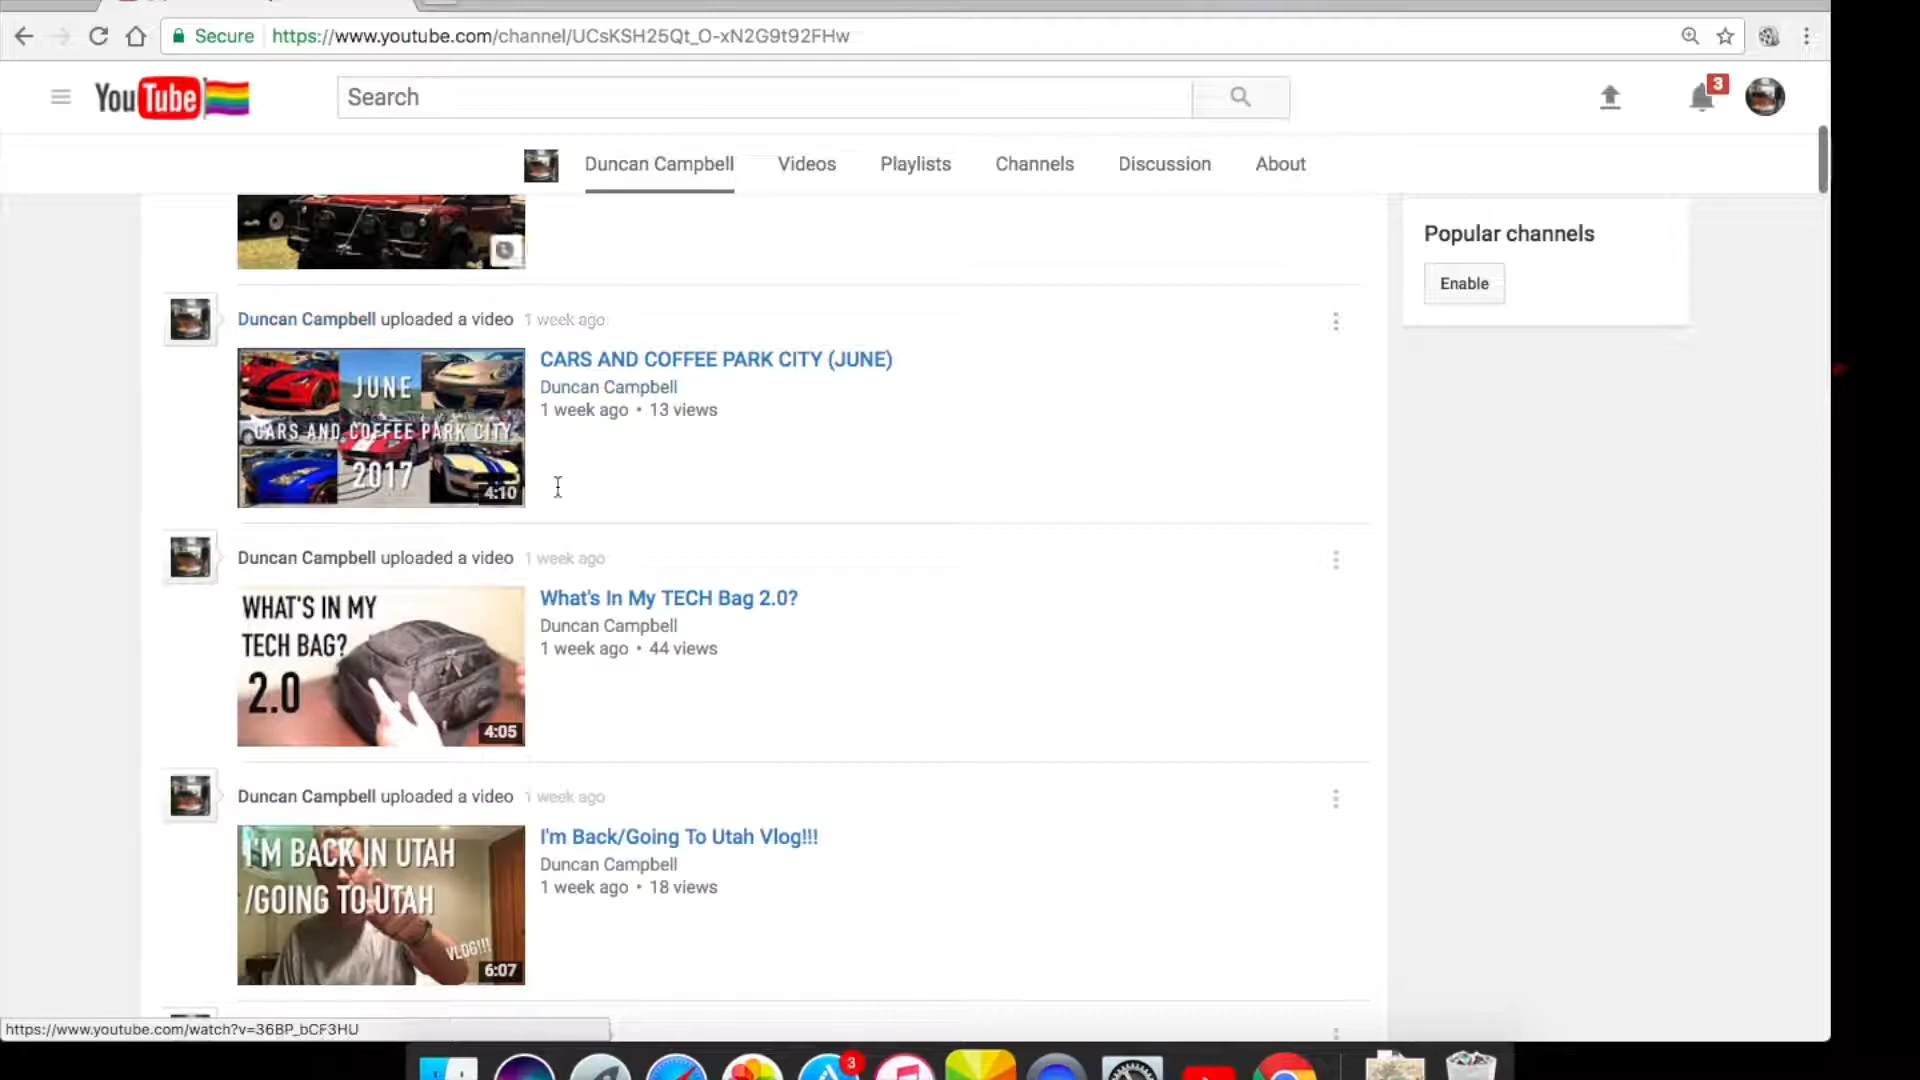 Secure https://www.youtube.com/channel/UCsKSH25Qt_O-xN2G9t92FHw
YouTube
Search
3
Duncan Campbell Videos Playlists Channels Discussion About
Popular channels
Enable
Duncan Campbell uploaded a video 1 week ago
CARS AND COFFEE PARK CITY (JUNE)
Duncan Campbell
1 week ago • 13 views
JUNE
CARS AND COFFEE PARK CITY
2017
4:10
Duncan Campbell uploaded a video 1 week ago
What's In My TECH Bag 2.0?
Duncan Campbell
1 week ago • 44 views
WHAT'S IN MY
TECH BAG?
2.0
4:05
Duncan Campbell uploaded a video 1 week ago
I'm Back/Going To Utah Vlog!!!
Duncan Campbell
1 week ago • 18 views
I'M BACK IN UTAH
/GOING TO UTAH
VLOG!!!
6:07
https://www.youtube.com/watch?v=36BP_bCF3HU
3